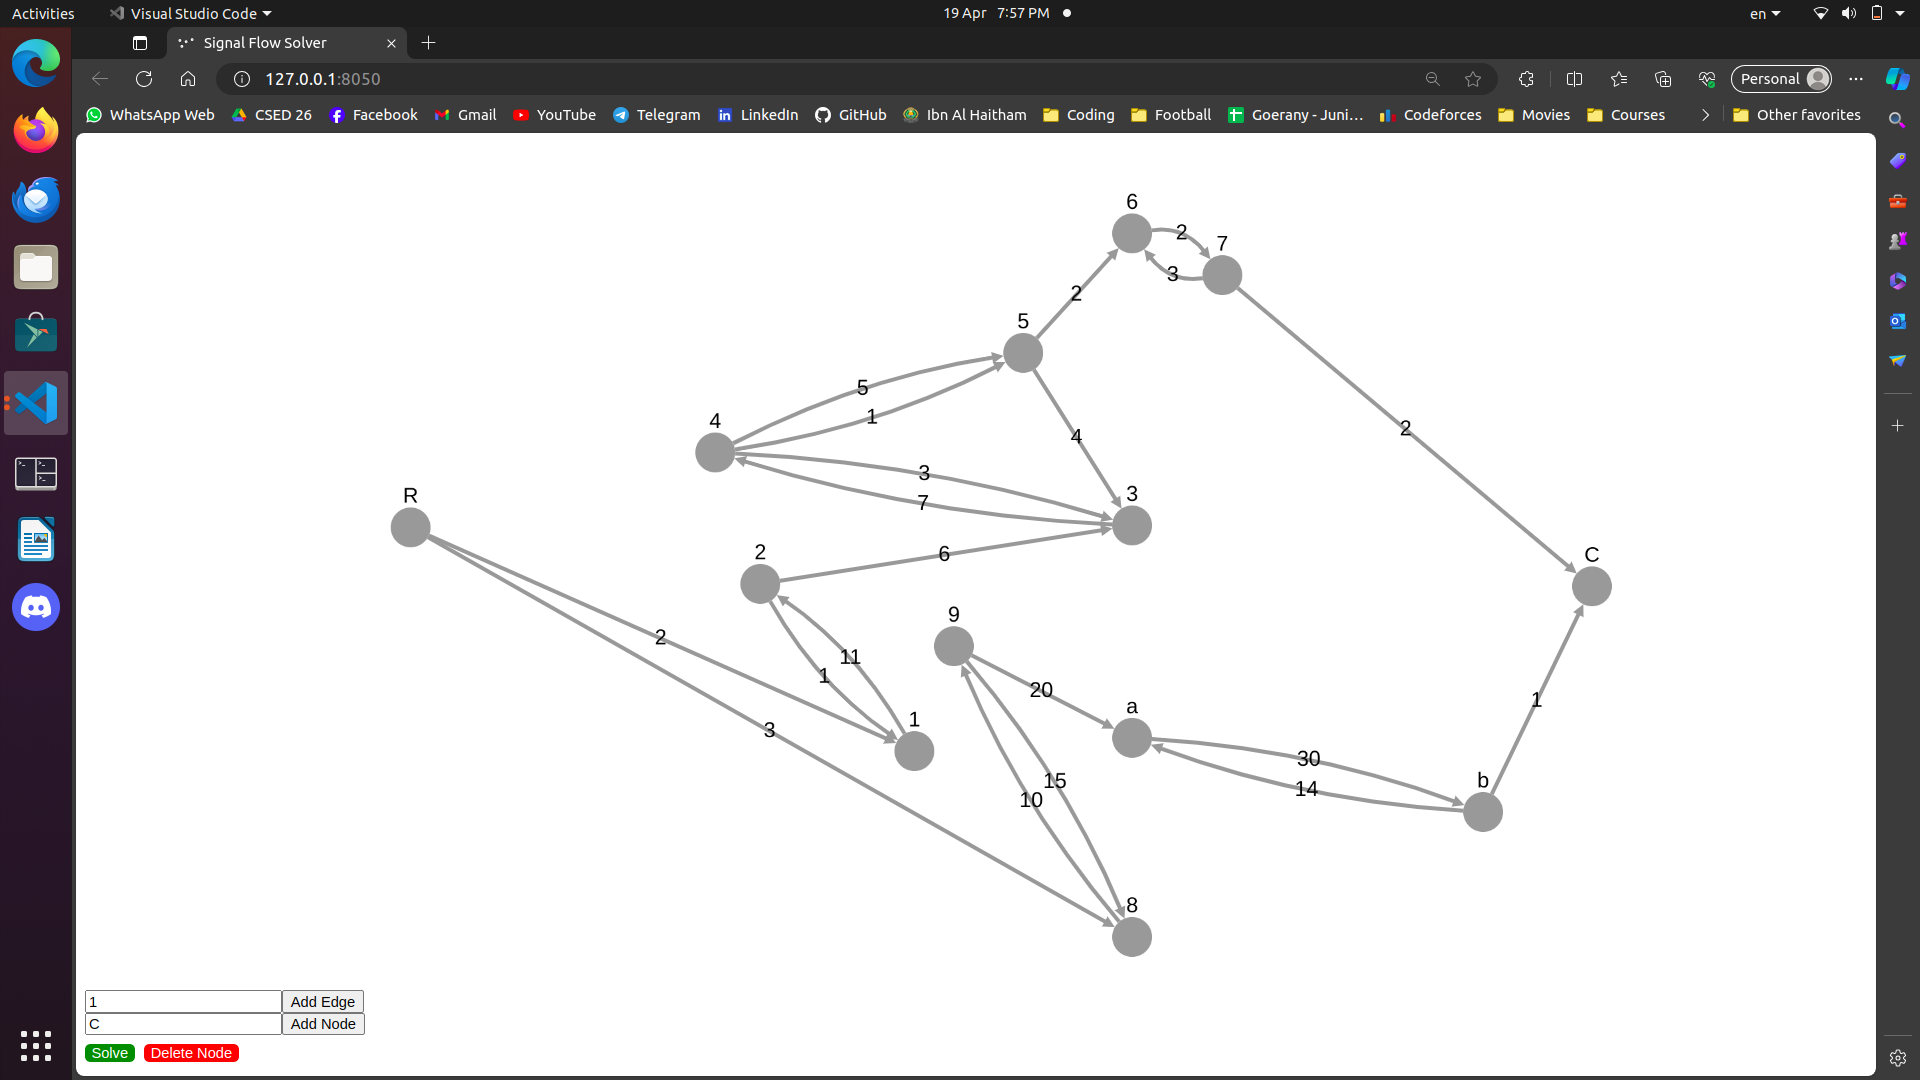 Activities Visual Studio Code 19 Apr 7:57 PM en
Signal Flow Solver
127.0.0.1:8050 Personal
WhatsApp Web CSED 26 Facebook Gmail YouTube Telegram LinkedIn GitHub Ibn Al Haitham Coding Football Goerany - Juni... Codeforces Movies Courses Other favorites
6
2
7
3
2
5
5
1
4
4
2
3
7
3
R
6
2
C
9
2
11
1
20
1
a
1
3
30
15
14
10
b
8
1 Add Edge
C Add Node
Solve Delete Node